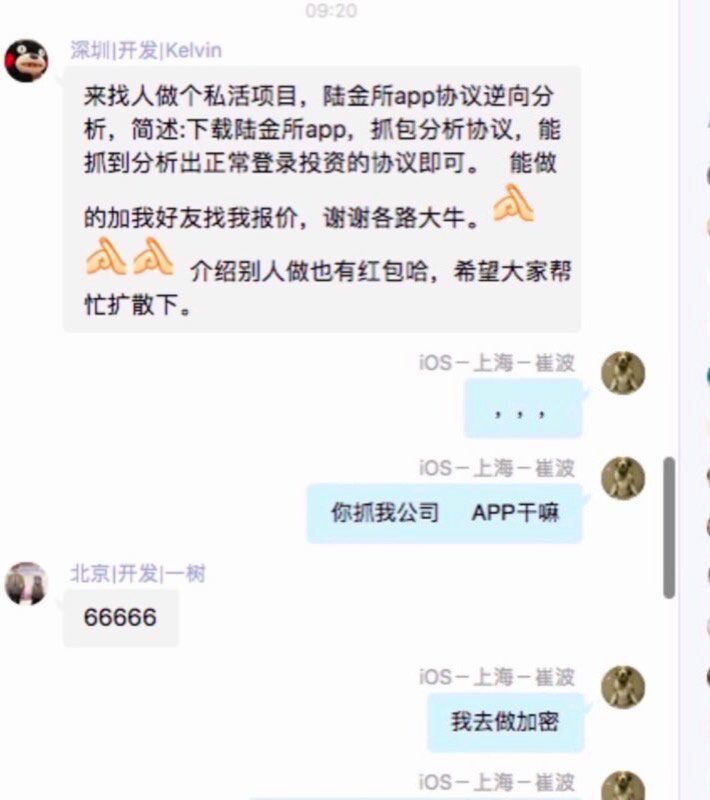 09:20
深圳|开发|Kelvin
来找人做个私活项目，陆金所app协议逆向分
析，简述:下载陆金所app，抓包分析协议，能
抓到分析出正常登录投资的协议即可。 能做
的加我好友找我报价，谢谢各路大牛。
介绍别人做也有红包哈，希望大家帮
忙扩散下。
iOS－上海－崔波
，，，
iOS－上海－崔波
你抓我公司 APP干嘛
北京|开发|一树
66666
iOS－上海－崔波
我去做加密
iOS－上海－崔波